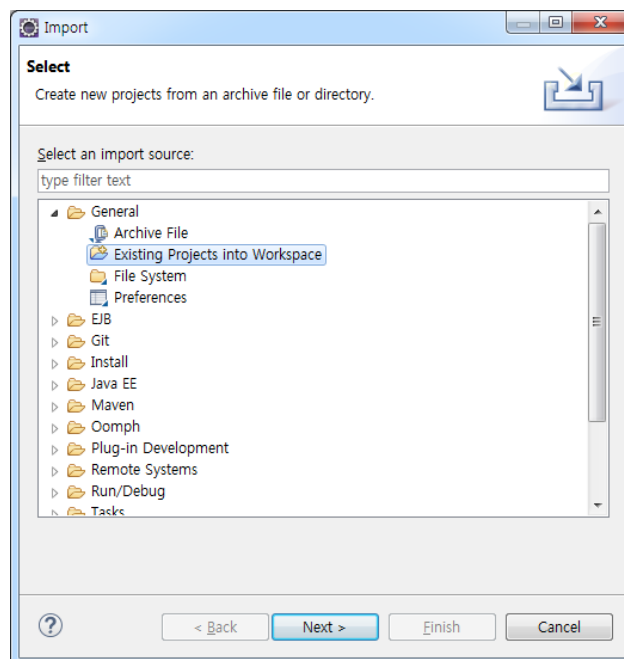 Import
Select
Create new projects from an archive file or directory.
Select an import source:
type filter text
General
Archive File
Existing Projects into Workspace
File System
Preferences
EJB
Git
Install
Java EE
Maven
Oomph
Plug-in Development
Remote Systems
Run/Debug
Tasks
< Back
Next >
Finish
Cancel